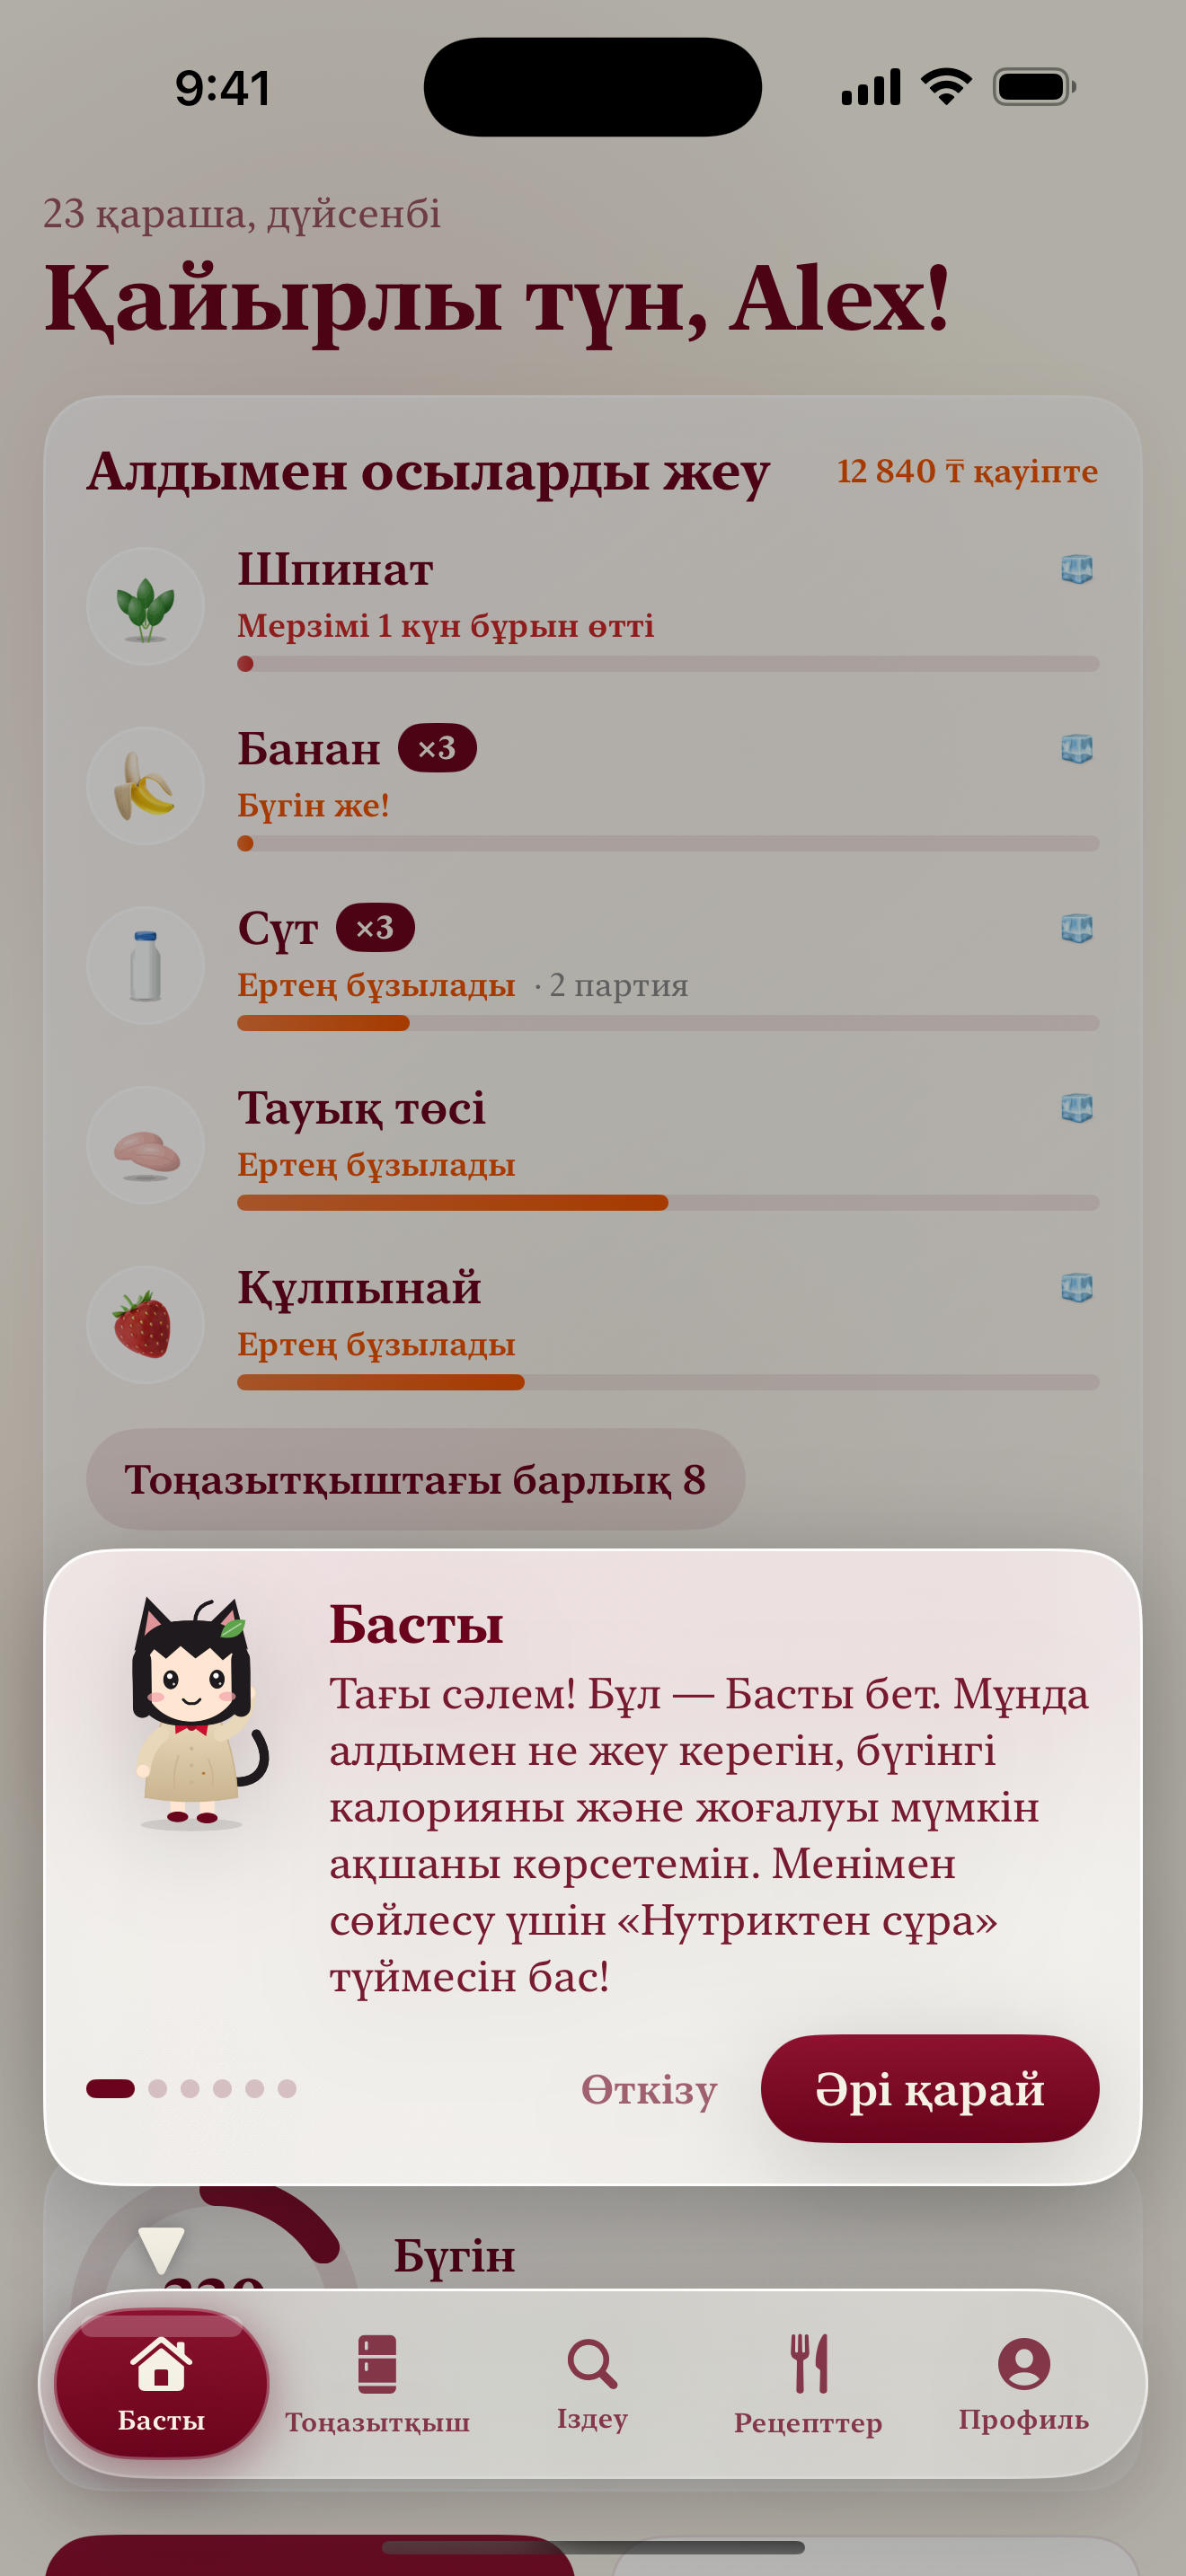 9:41
23 қараша, дүйсенбі
Қайырлы түн, Alex!
Алдымен осыларды жеу
12 840 ₸ қауіпте
Шпинат
Мерзімі 1 күн бұрын өтті
Банан ×3
Бүгін же!
Сүт ×3
Ертең бұзылады · 2 партия
Тауық төсі
Ертең бұзылады
Құлпынай
Ертең бұзылады
Тоңазытқыштағы барлық 8
Басты
Тағы сәлем! Бұл — Басты бет. Мұнда
алдымен не жеу керегін, бүгінгі
калорияны және жоғалуы мүмкін
ақшаны көрсетемін. Менімен
сөйлесу үшін «Нутриктен сұра»
түймесін бас!
Өткізу
Әрі қарай
Бүгін
Басты
Тоңазытқыш
Іздеу
Рецепттер
Профиль